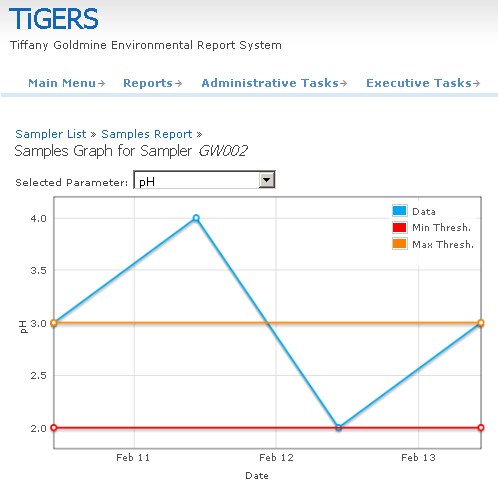 TiGERS
Tiffany Goldmine Environmental Report System
Main Menu→ Reports→ Administrative Tasks→ Executive Tasks→
Sampler List » Samples Report »
Samples Graph for Sampler GW002
Selected Parameter: pH
Data
Min Thresh.
Max Thresh.
4.0
3.5
3.0
2.5
2.0
pH
Feb 11 Feb 12 Feb 13
Date